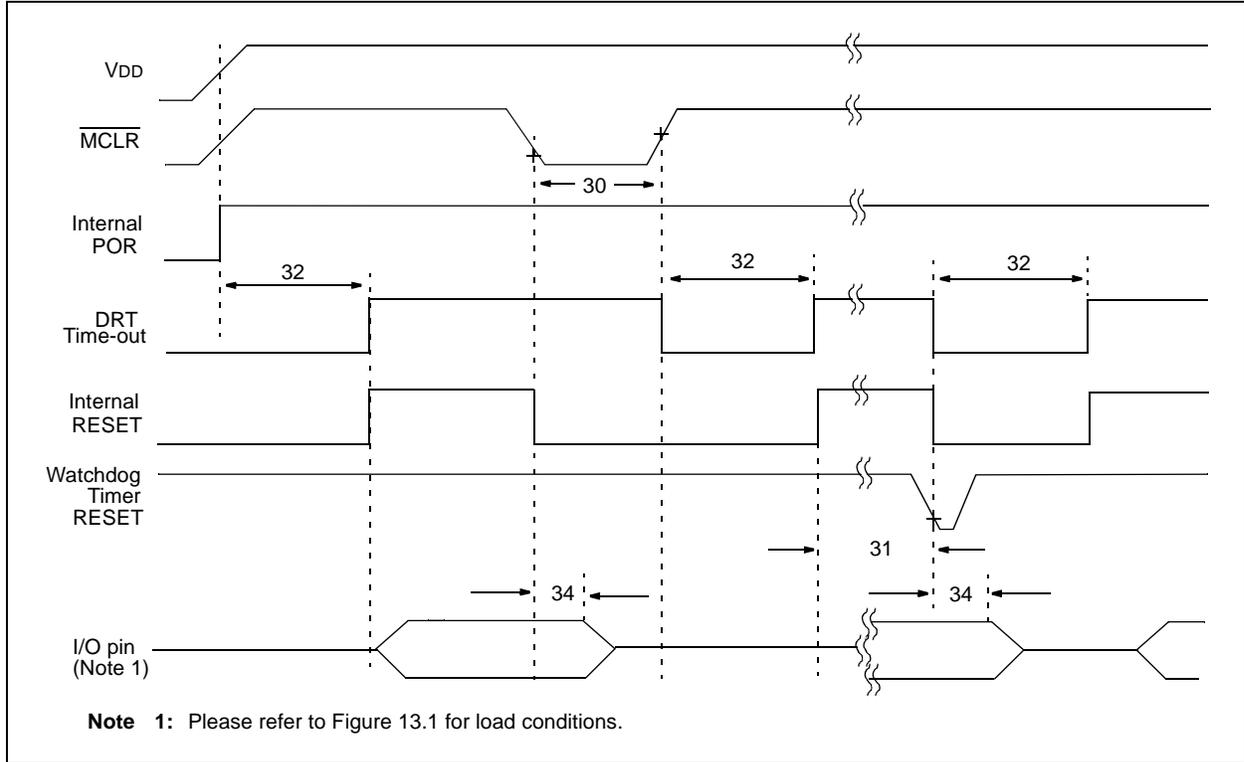 VDD
MCLR
30
Internal
POR
32
32
32
DRT
Time-out
Internal
RESET
Watchdog
Timer
RESET
31
34
34
I/O pin
(Note 1)
Note 1: Please refer to Figure 13.1 for load conditions.